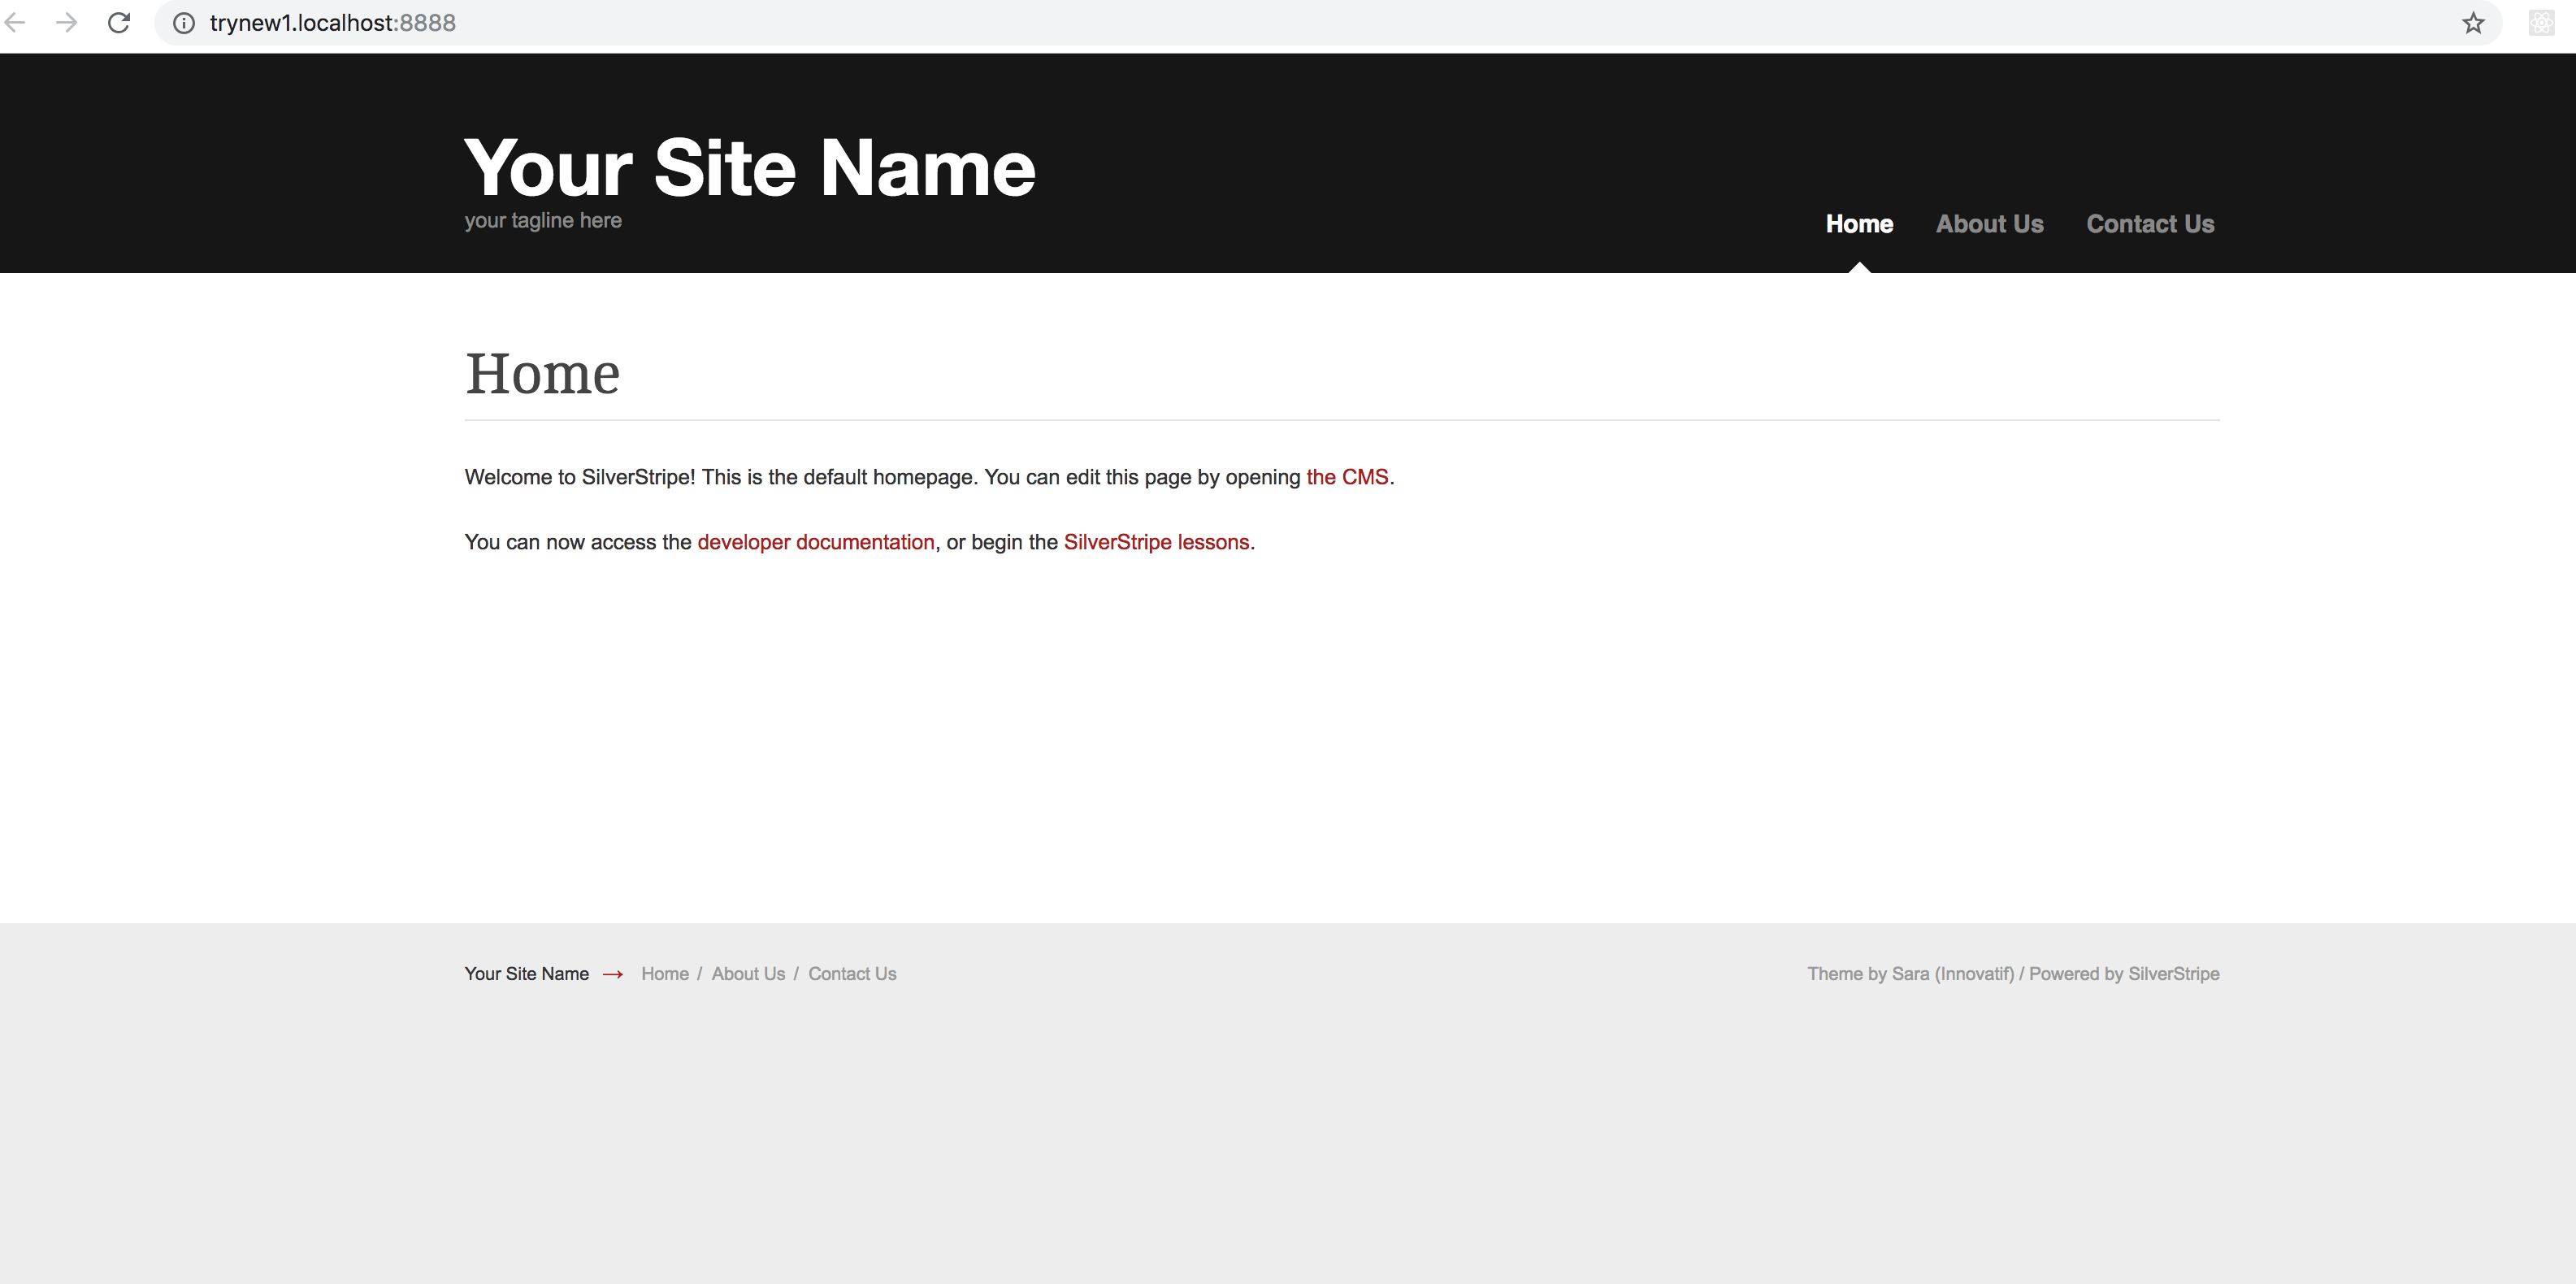 trynew1.localhost:8888
Your Site Name
your tagline here
Home About Us Contact Us
Home
Welcome to SilverStripe! This is the default homepage. You can edit this page by opening the CMS.
You can now access the developer documentation, or begin the SilverStripe lessons.
Your Site Name → Home / About Us / Contact Us
Theme by Sara (Innovatif) / Powered by SilverStripe